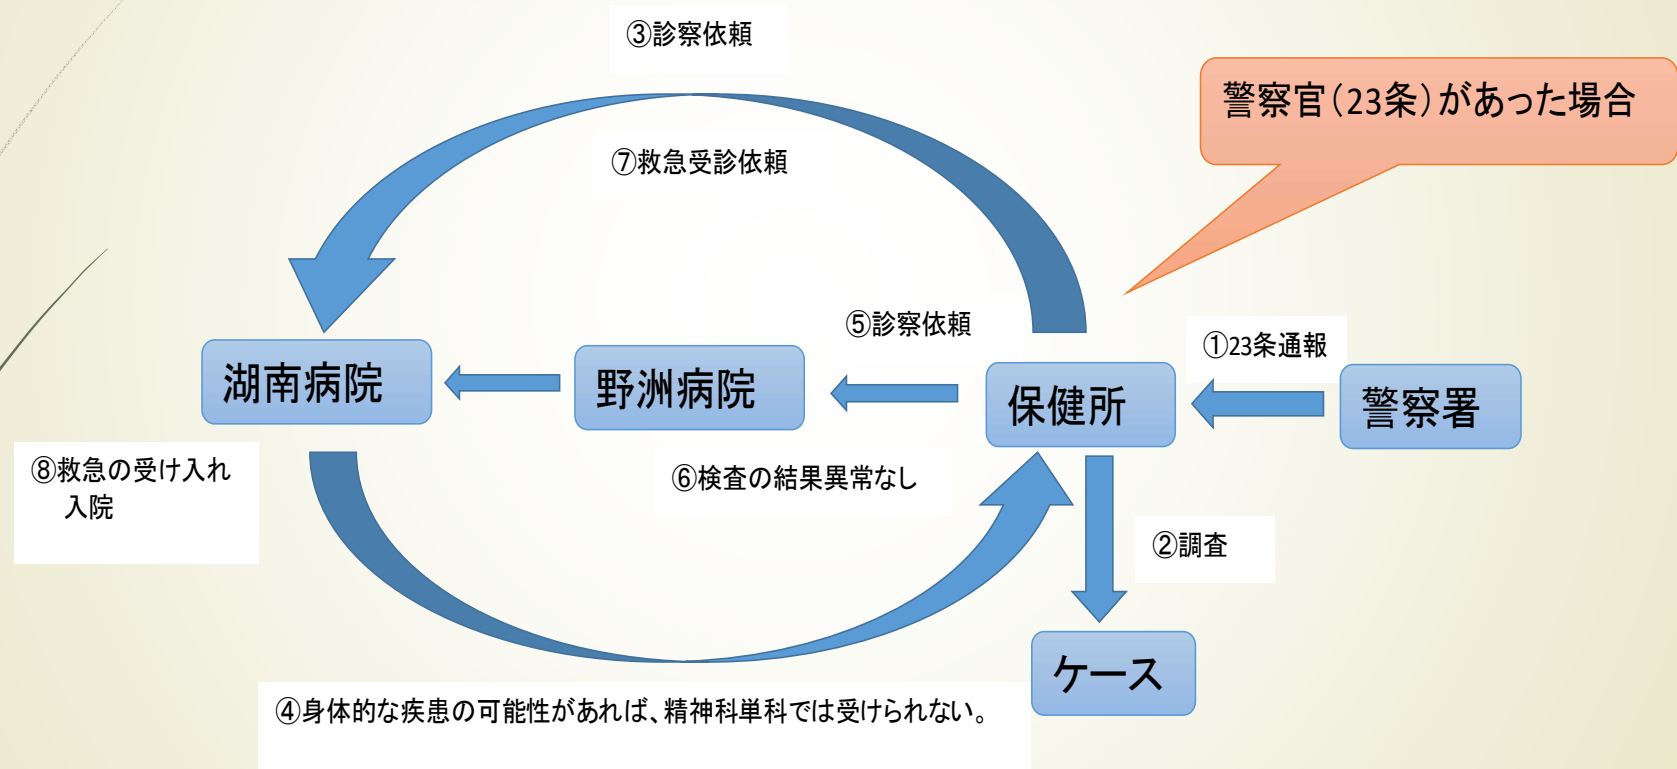 ③診察依頼
警察官（23条）があった場合
⑦救急受診依頼
⑤診察依頼
①23条通報
湖南病院
野洲病院
保健所
警察署
⑧救急の受け入れ
入院
⑥検査の結果異常なし
②調査
ケース
④身体的な疾患の可能性があれば、精神科単科では受けられない。